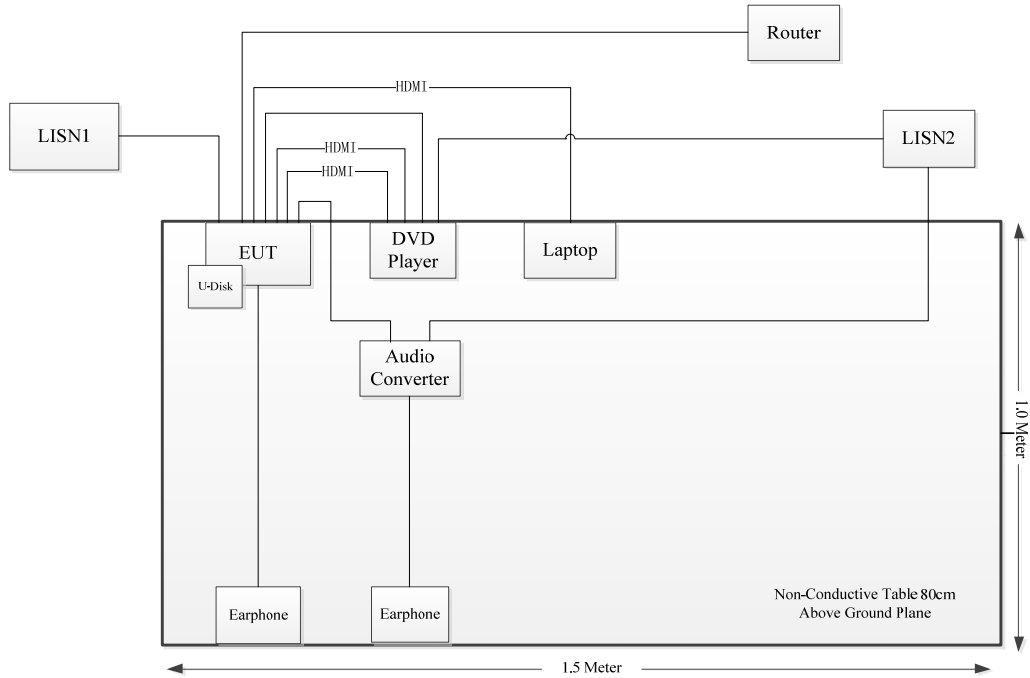 Router
HDMI
LISN1
LISN2
HDMI
HDMI
EUT
DVD
Player
Laptop
U-Disk
Audio
Converter
1.0 Meter
Earphone
Earphone
Non-Conductive Table 80cm
Above Ground Plane
1.5 Meter